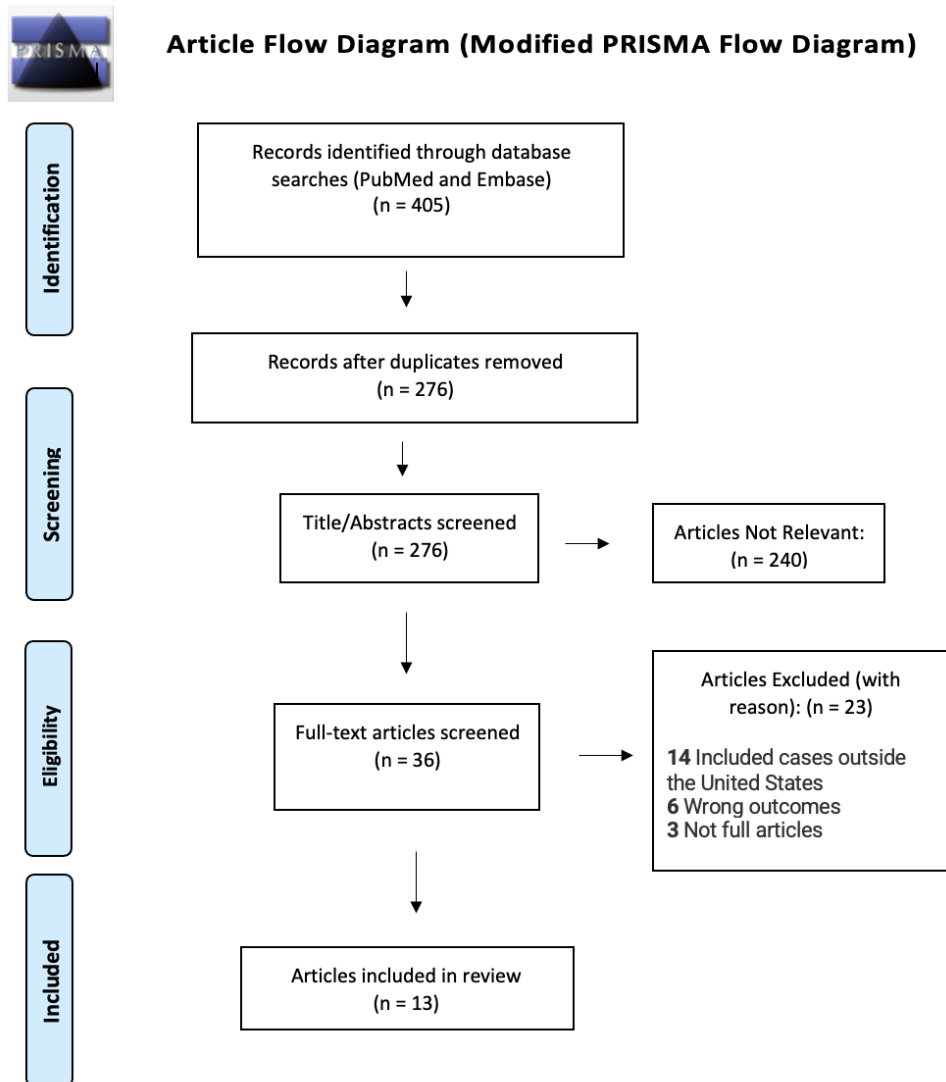 PRISMA
Article Flow Diagram (Modified PRISMA Flow Diagram)
Identification
Records identified through database
searches (PubMed and Embase)
(n = 405)
Records after duplicates removed
(n = 276)
Screening
Title/Abstracts screened
(n = 276)
Articles Not Relevant:
(n = 240)
Eligibility
Full-text articles screened
(n = 36)
Articles Excluded (with
reason): (n = 23)
14 Included cases outside
the United States
6 Wrong outcomes
3 Not full articles
Included
Articles included in review
(n = 13)